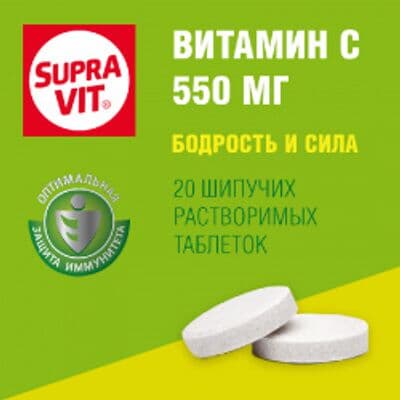 SUPRA
VIT®
ВИТАМИН С
550 МГ
БОДРОСТЬ И СИЛА
ОПТИМАЛЬНАЯ
ЗАЩИТА ИММУНИТЕТА
20 ШИПУЧИХ
РАСТВОРИМЫХ
ТАБЛЕТОК